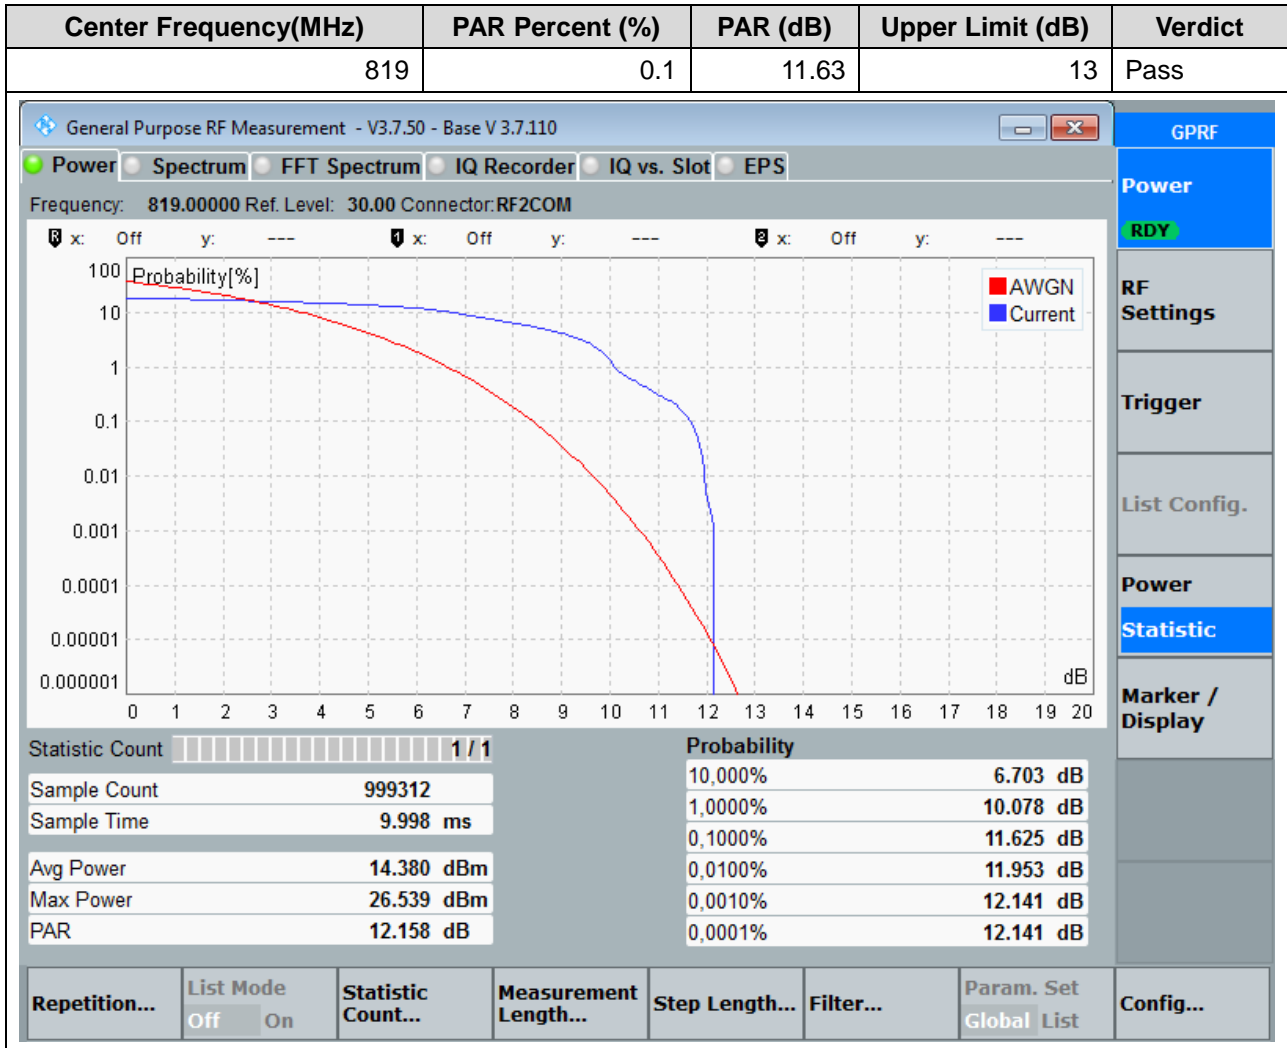 Center Frequency(MHz) PAR Percent (%) PAR (dB) Upper Limit (dB) Verdict
819 0.1 11.63 13 Pass
General Purpose RF Measurement - V3.7.50 - Base V 3.7.110
GPRF
Power Spectrum FFT Spectrum IQ Recorder IQ vs. Slot EPS
Frequency: 819.00000 Ref. Level: 30.00 Connector: RF2COM
R x: Off y: --- 1 x: Off y: --- 2 x: Off y: ---
Power
RDY
RF
Settings
Trigger
List Config.
Power
Statistic
Marker /
Display
Probability[%]
AWGN
Current
100
10
1
0.1
0.01
0.001
0.0001
0.00001
0.000001
dB
0 1 2 3 4 5 6 7 8 9 10 11 12 13 14 15 16 17 18 19 20
Statistic Count 1 / 1
Sample Count 999312
Sample Time 9.998 ms
Avg Power 14.380 dBm
Max Power 26.539 dBm
PAR 12.158 dB
Probability
10,000% 6.703 dB
1,0000% 10.078 dB
0,1000% 11.625 dB
0,0100% 11.953 dB
0,0010% 12.141 dB
0,0001% 12.141 dB
Repetition...
List Mode
Off On
Statistic
Count...
Measurement
Length...
Step Length...
Filter...
Param. Set
Global List
Config...